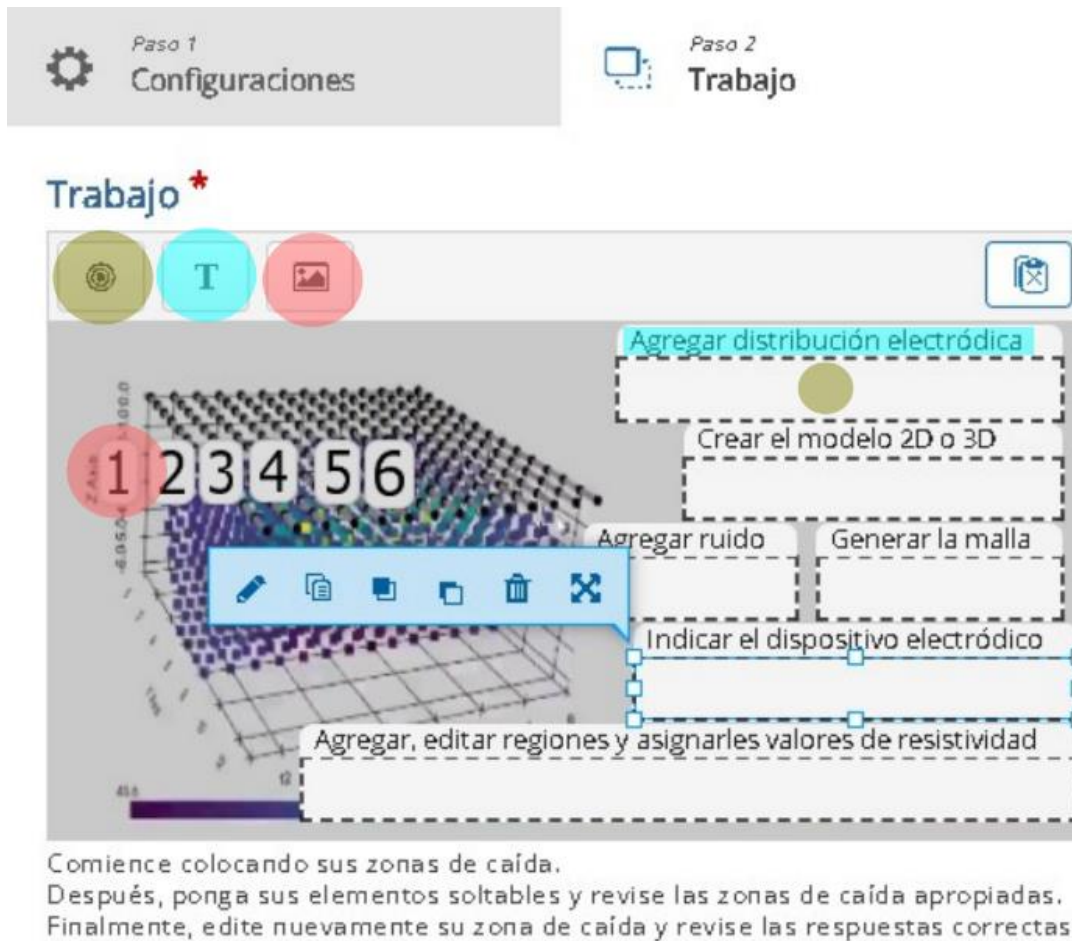 Paso 1
Configuraciones
Paso 2
Trabajo
Trabajo *
T
Agregar distribución electródica
Crear el modelo 2D o 3D
1 2 3 4 5 6
Agregar ruido
Generar la malla
Indicar el dispositivo electródico
Agregar, editar regiones y asignarles valores de resistividad
Z Axis
12
Comience colocando sus zonas de caída.
Después, ponga sus elementos soltables y revise las zonas de caída apropiadas.
Finalmente, edite nuevamente su zona de caída y revise las respuestas correctas